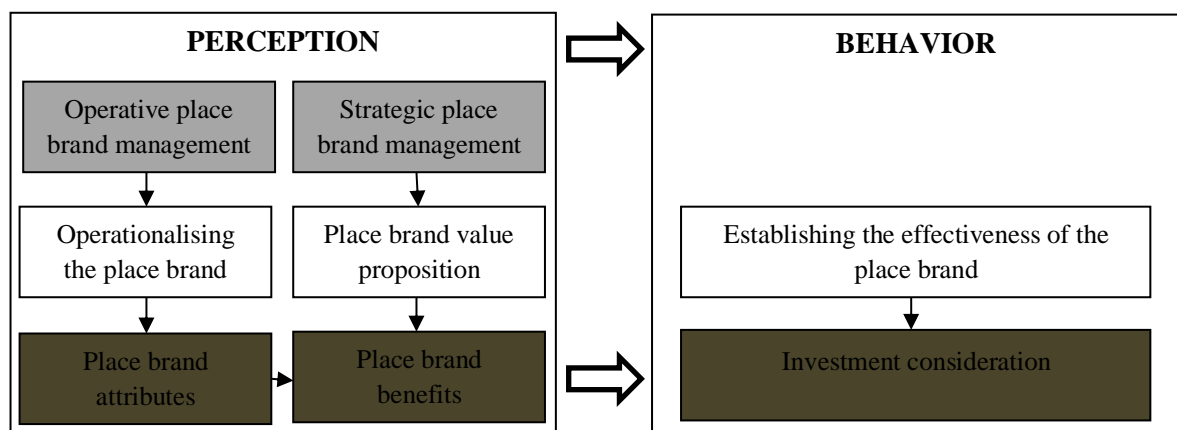 PERCEPTION
Operative place
brand management
Strategic place
brand management
Operationalising
the place brand
Place brand value
proposition
Place brand
attributes
Place brand
benefits
BEHAVIOR
Establishing the effectiveness of the
place brand
Investment consideration